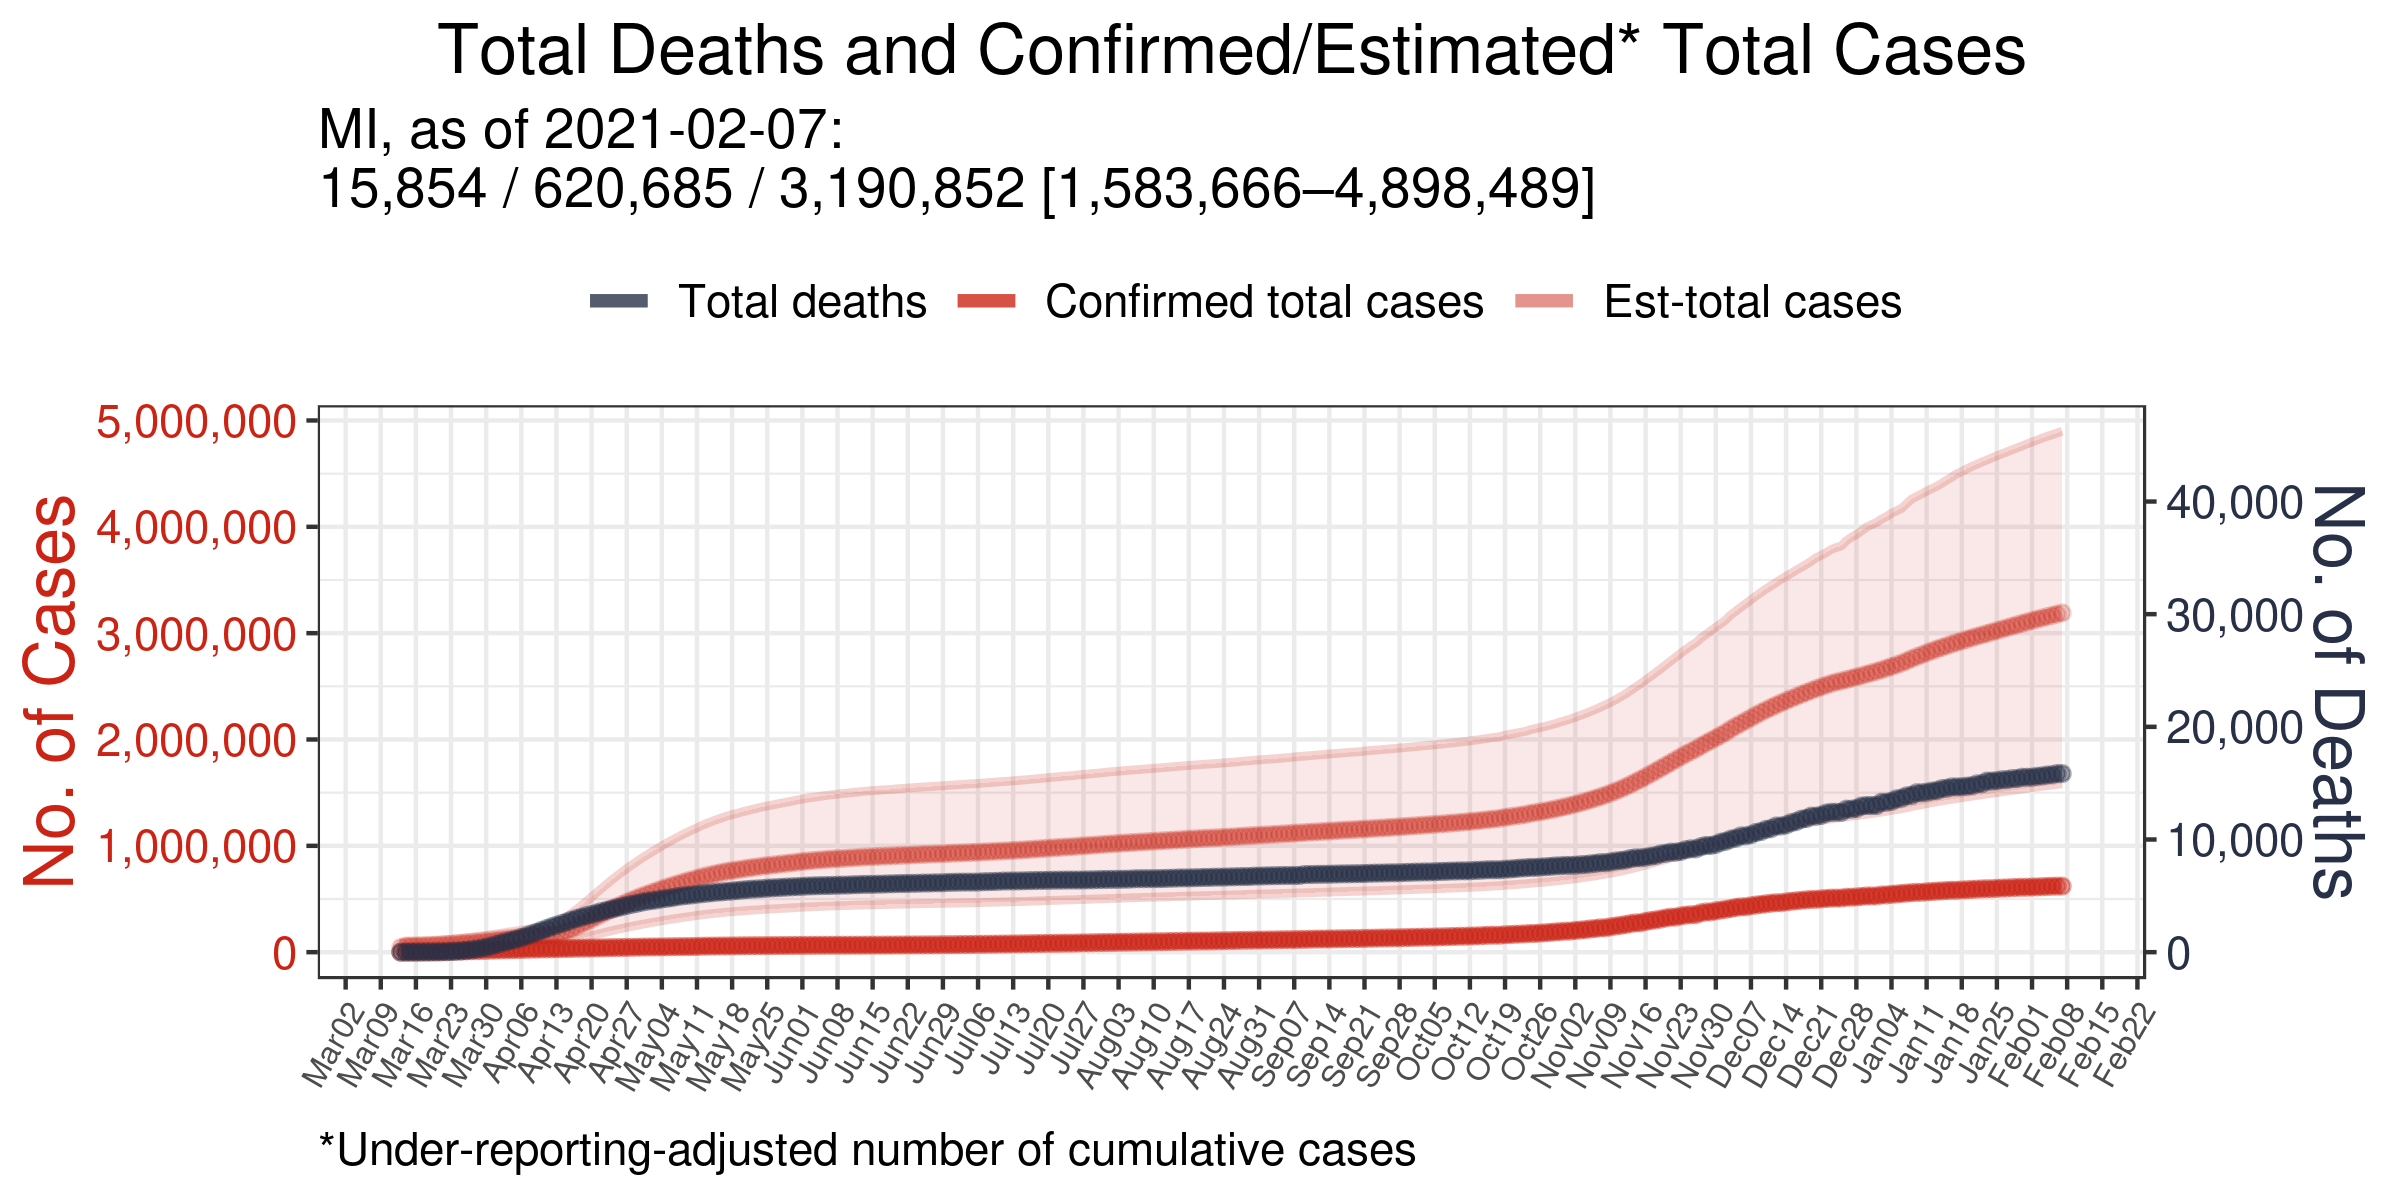 Total Deaths and Confirmed/Estimated* Total Cases
MI, as of 2021-02-07:
15,854 / 620,685 / 3,190,852 [1,583,666–4,898,489]
Total deaths
Confirmed total cases
Est-total cases
No. of Cases
5,000,000
4,000,000
3,000,000
2,000,000
1,000,000
0
40,000
30,000
20,000
10,000
0
No. of Deaths
Mar02
Mar09
Mar16
Mar23
Mar30
Apr06
Apr13
Apr20
Apr27
May04
May11
May18
May25
Jun01
Jun08
Jun15
Jun22
Jun29
Jul06
Jul13
Jul20
Jul27
Aug03
Aug10
Aug17
Aug24
Aug31
Sep07
Sep14
Sep21
Sep28
Oct05
Oct12
Oct19
Oct26
Nov02
Nov09
Nov16
Nov23
Nov30
Dec07
Dec14
Dec21
Dec28
Jan04
Jan11
Jan18
Jan25
Feb01
Feb08
Feb15
Feb22
*Under-reporting-adjusted number of cumulative cases